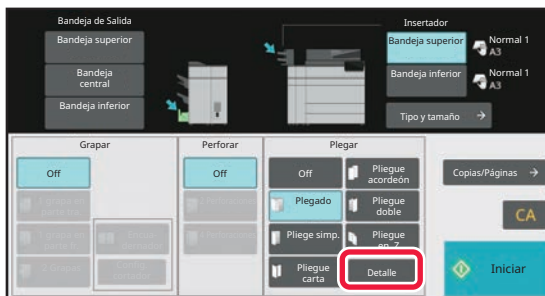 Bandeja de Salida
Bandeja superior
Bandeja
central
Bandeja inferior
Insertador
Bandeja superior
Normal 1
A3
Bandeja inferior
Normal 1
A3
Tipo y tamaño
Grapar
Off
2 Grapas
Perforar
Off
Plegar
Off
Pliegue
acordeón
Plegado
Pliegue
doble
Pliege simp.
Pliegue
en Z
Pliegue
carta
Detalle
Copias/Páginas
CA
Iniciar